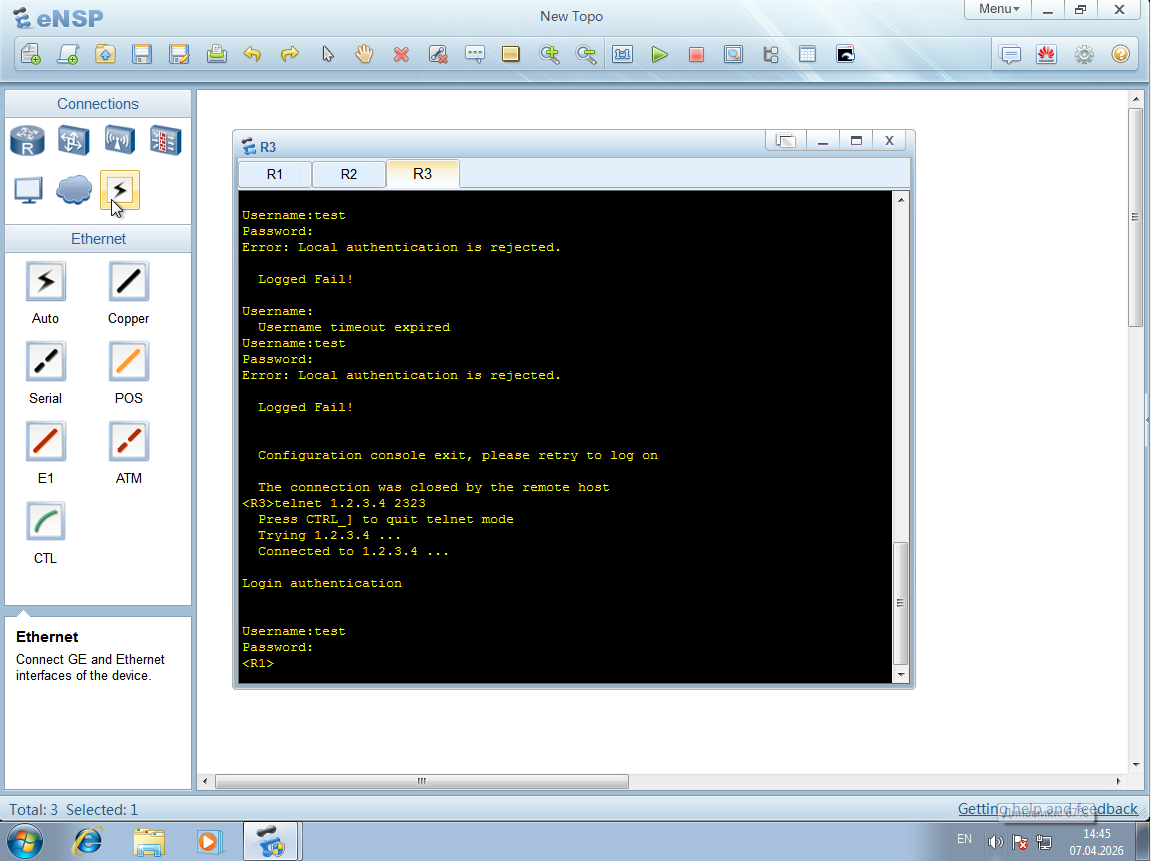 eNSP
New Topo
Menu
1:1
Connections
R
Ethernet
Auto
Copper
Serial
POS
E1
ATM
CTL
Ethernet
Connect GE and Ethernet
interfaces of the device.
R3
R1
R2
R3
Username:test
Password:
Error: Local authentication is rejected.
Logged Fail!
Username:
Username timeout expired
Username:test
Password:
Error: Local authentication is rejected.
Logged Fail!
Configuration console exit, please retry to log on
The connection was closed by the remote host
<R3>telnet 1.2.3.4 2323
Press CTRL_] to quit telnet mode
Trying 1.2.3.4 ...
Connected to 1.2.3.4 ...
Login authentication
Username:test
Password:
<R1>
Total: 3 Selected: 1
Getting help and feedback
Динамики: 67%
EN
14:45
07.04.2026